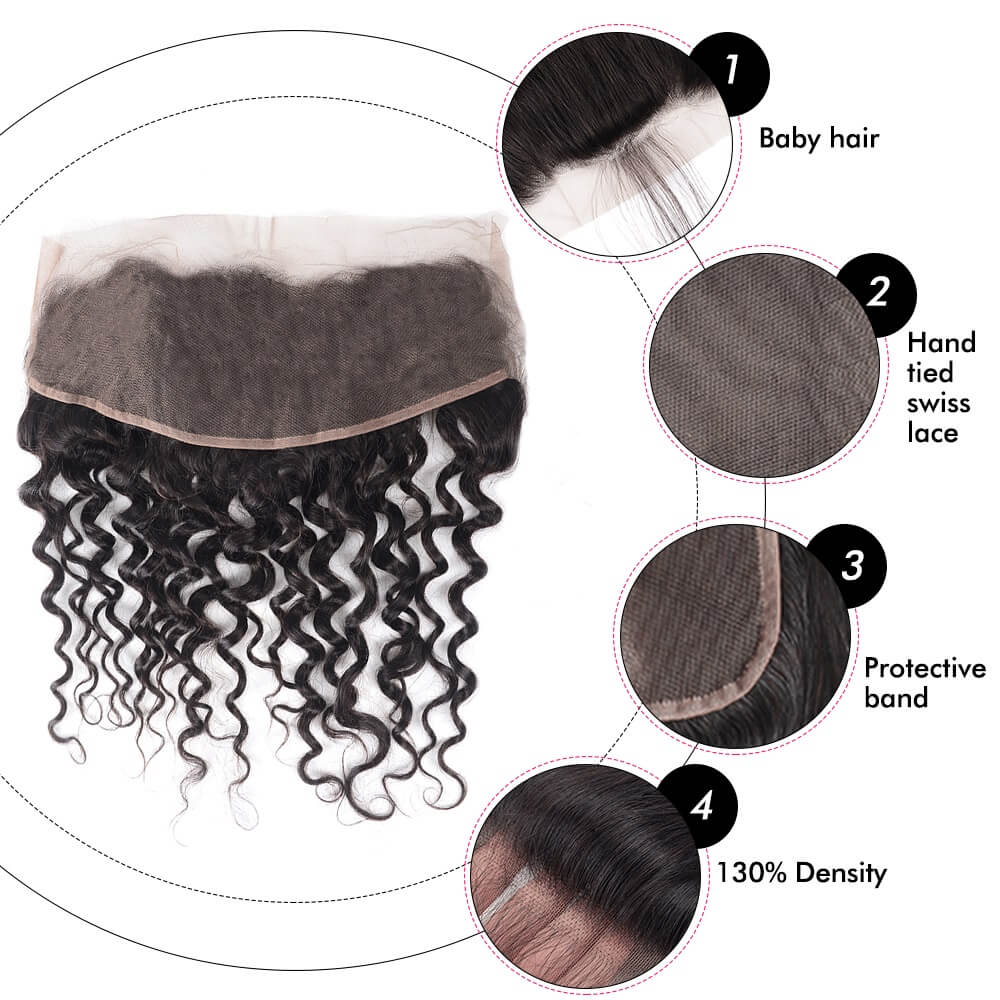 1
Baby hair
2
Hand
tied
swiss
lace
3
Protective
band
4
130% Density